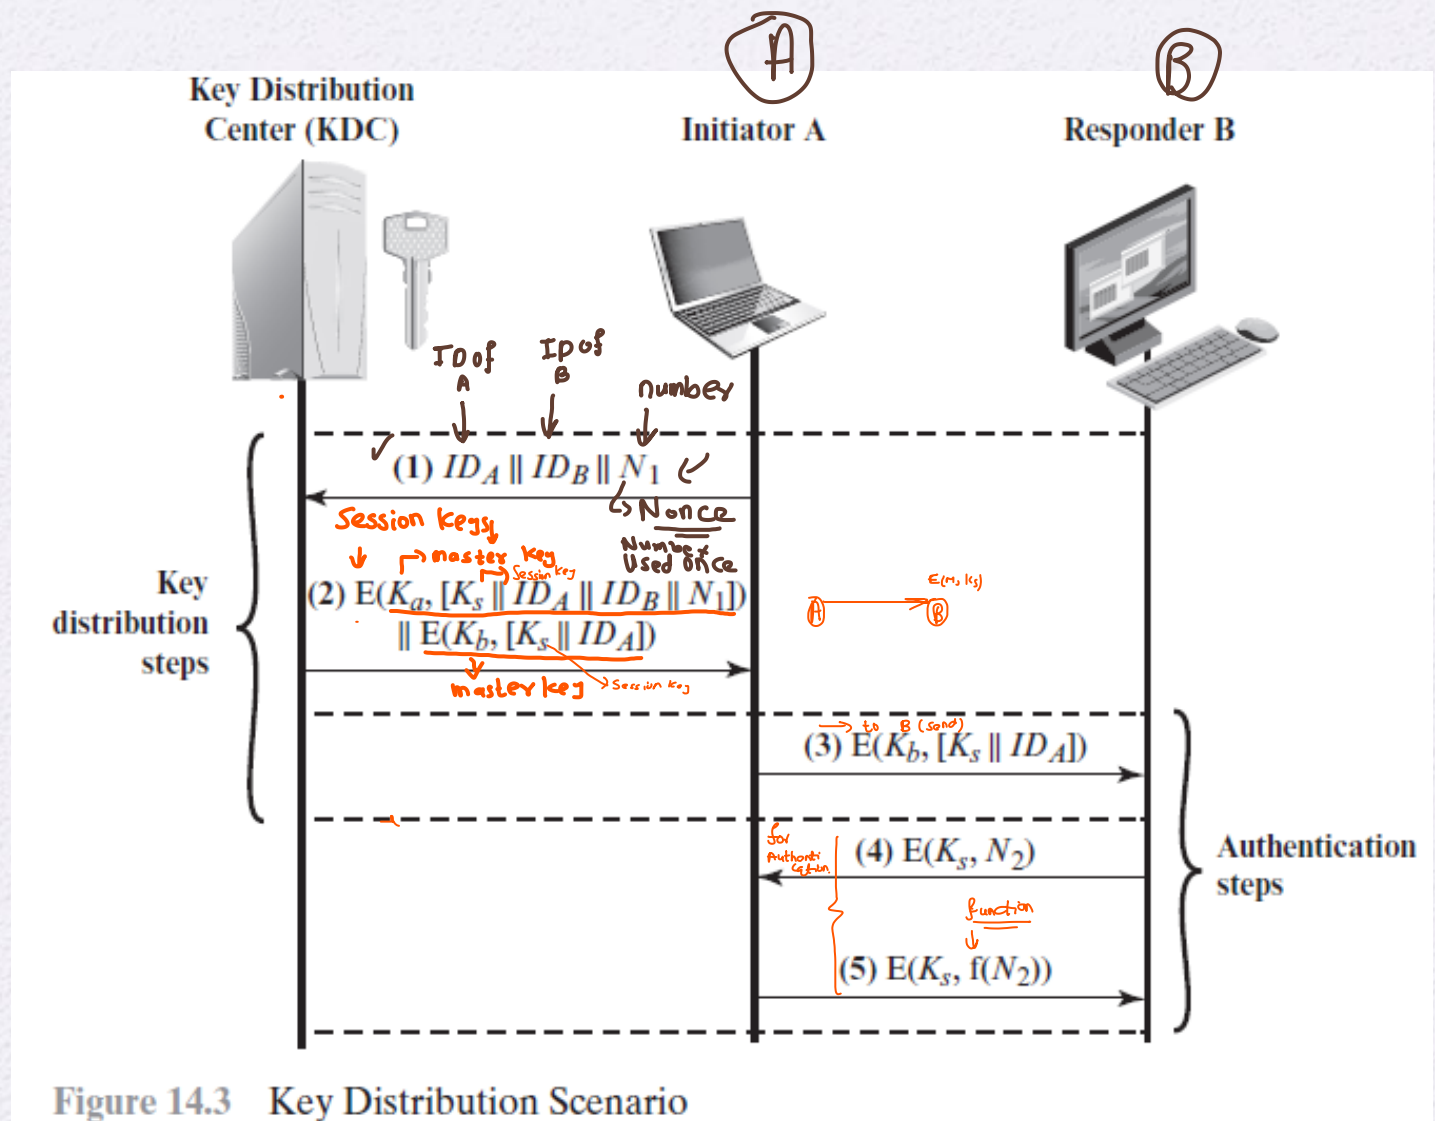 A
B
Key Distribution
Center (KDC)
Initiator A
Responder B
ID of
A
ID of
B
number
(1) ID_A || ID_B || N_1
Nonce
Number
Used once
Session keys
master key
Session key
(2) E(K_a, [K_s || ID_A || ID_B || N_1])
|| E(K_b, [K_s || ID_A])
master key
Session key
Key
distribution
steps
E(M, Ks)
A
B
to B (send)
(3) E(K_b, [K_s || ID_A])
for
Authenti
cation
(4) E(K_s, N_2)
function
(5) E(K_s, f(N_2))
Authentication
steps
Figure 14.3 Key Distribution Scenario